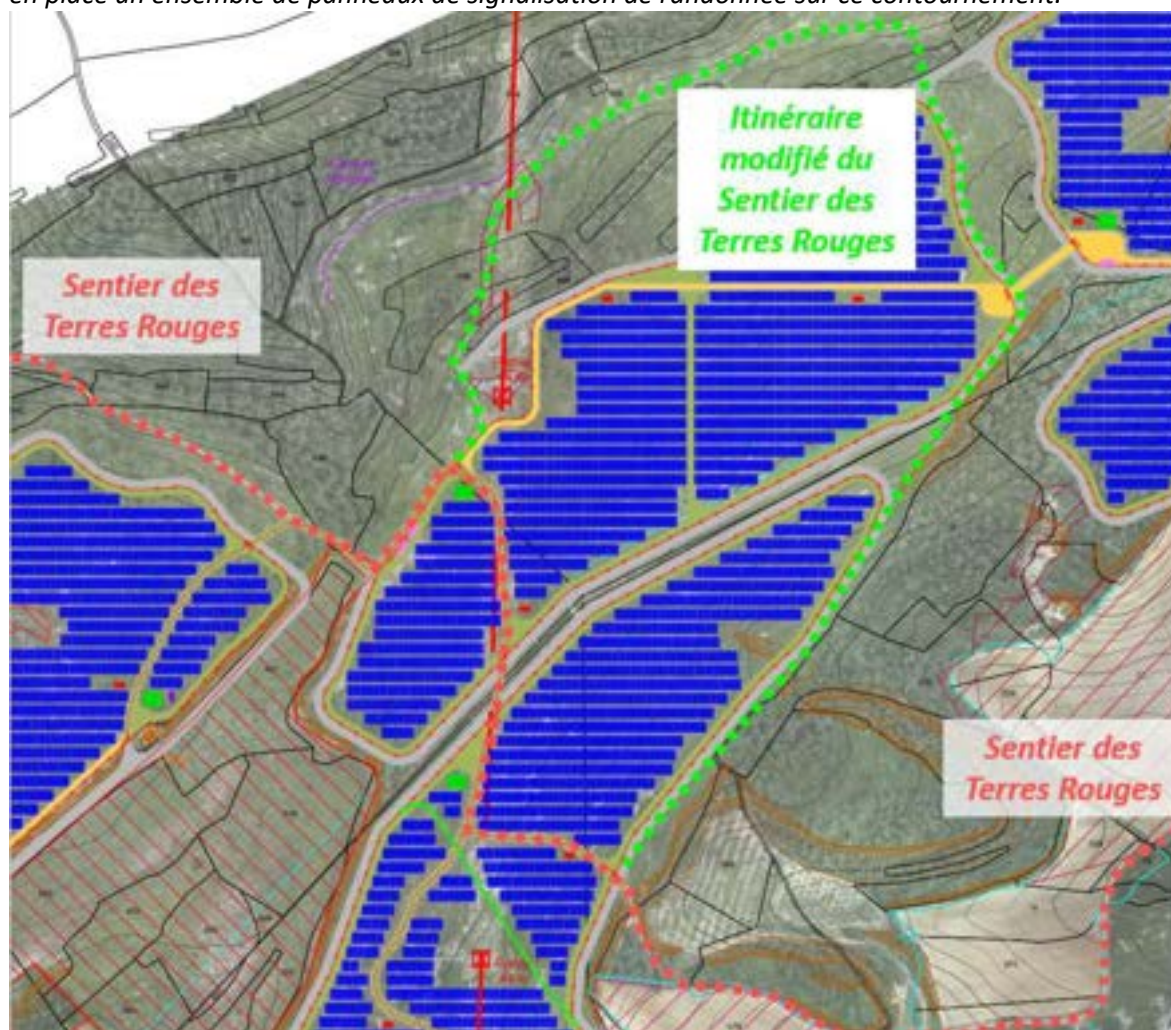 en place un ensemble de panneaux de signalisation de randonnée sur ce contournement.
Itinéraire
modifié du
Sentier des
Terres Rouges
Sentier des
Terres Rouges
Sentier des
Terres Rouges